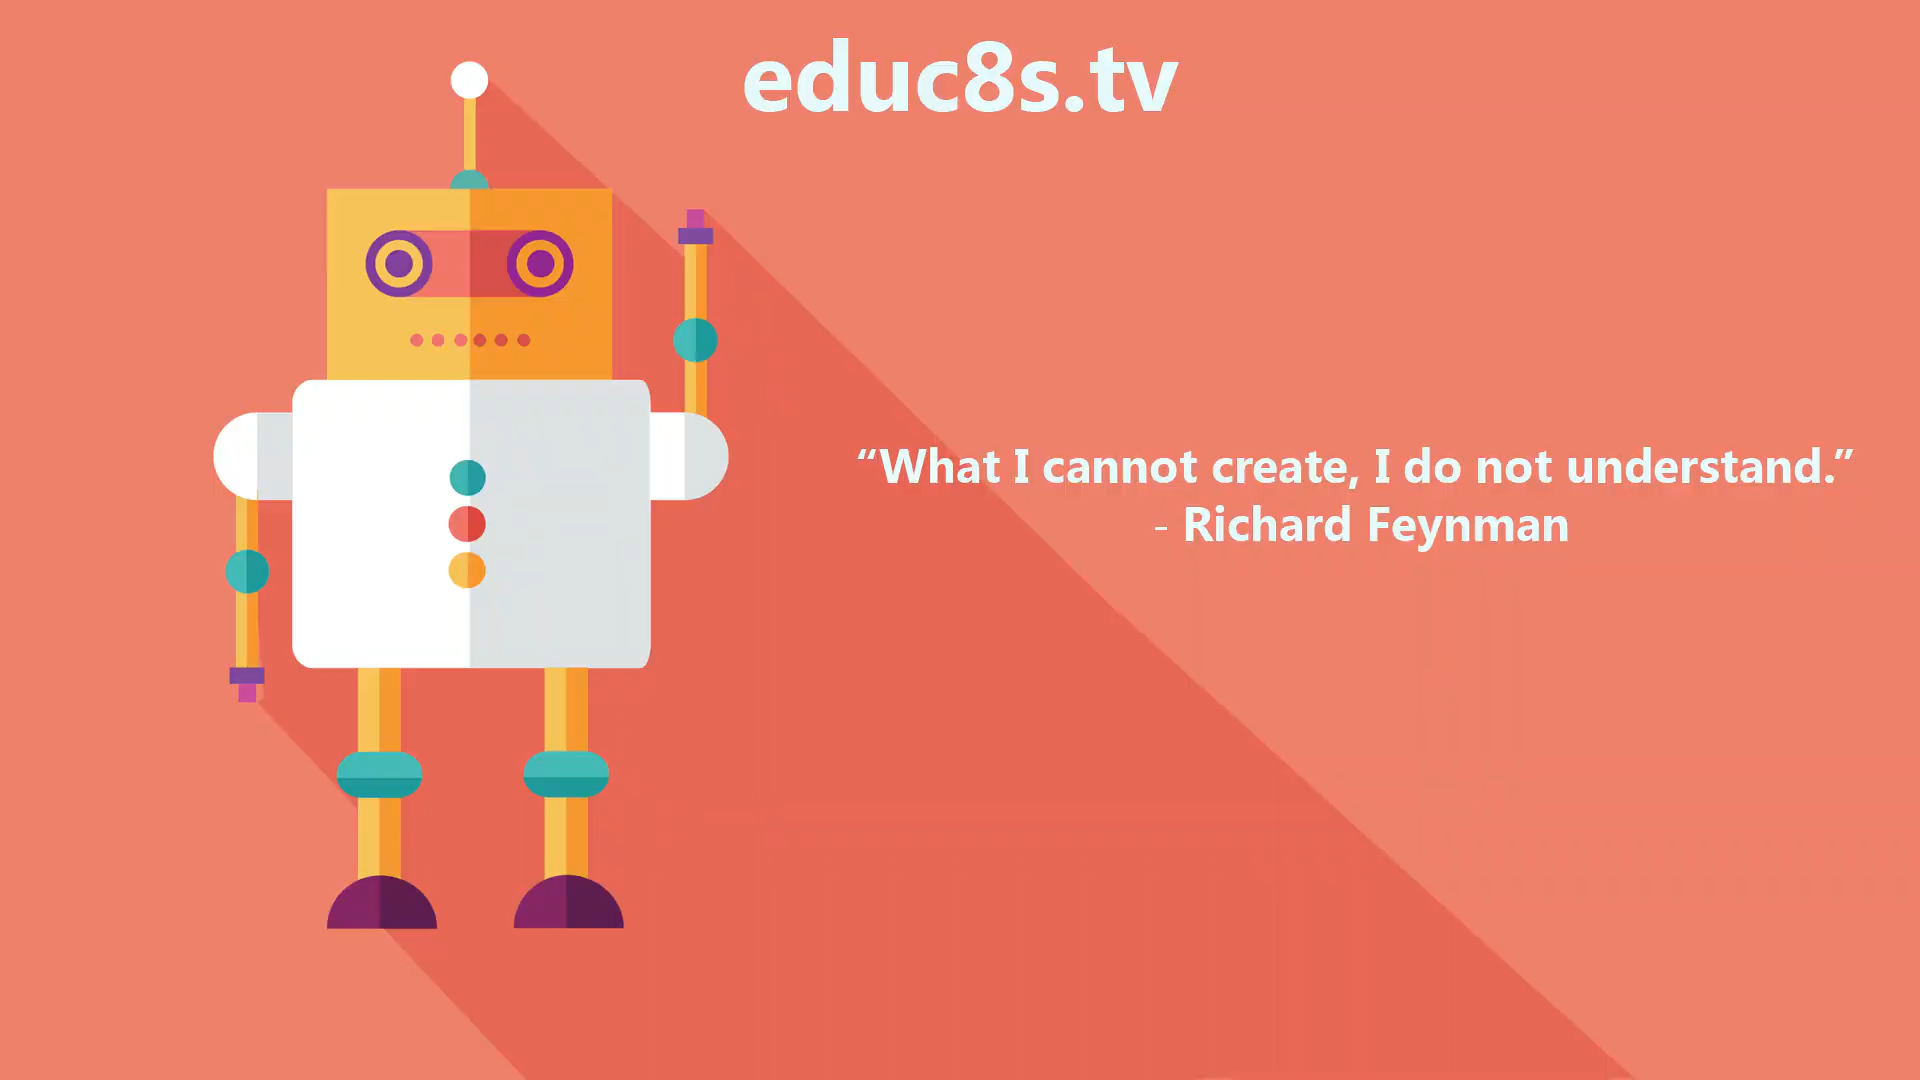 educ8s.tv
“What I cannot create, I do not understand.”
- Richard Feynman